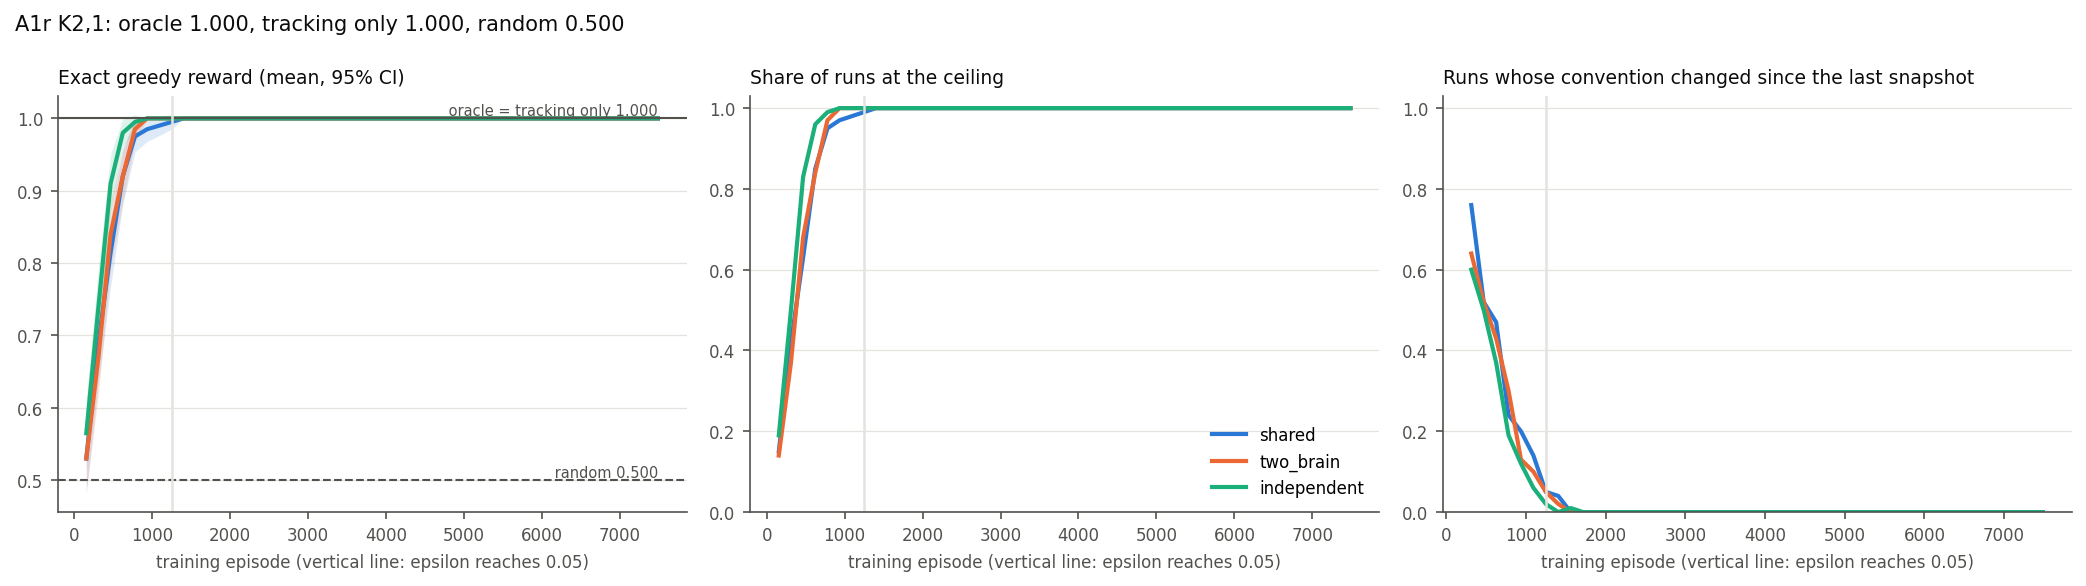 A1r K2,1: oracle 1.000, tracking only 1.000, random 0.500
Exact greedy reward (mean, 95% CI)
1.0
0.9
0.8
0.7
0.6
0.5
oracle = tracking only 1.000
random 0.500
0 1000 2000 3000 4000 5000 6000 7000
training episode (vertical line: epsilon reaches 0.05)
Share of runs at the ceiling
1.0
0.8
0.6
0.4
0.2
0.0
shared
two_brain
independent
0 1000 2000 3000 4000 5000 6000 7000
training episode (vertical line: epsilon reaches 0.05)
Runs whose convention changed since the last snapshot
1.0
0.8
0.6
0.4
0.2
0.0
0 1000 2000 3000 4000 5000 6000 7000
training episode (vertical line: epsilon reaches 0.05)